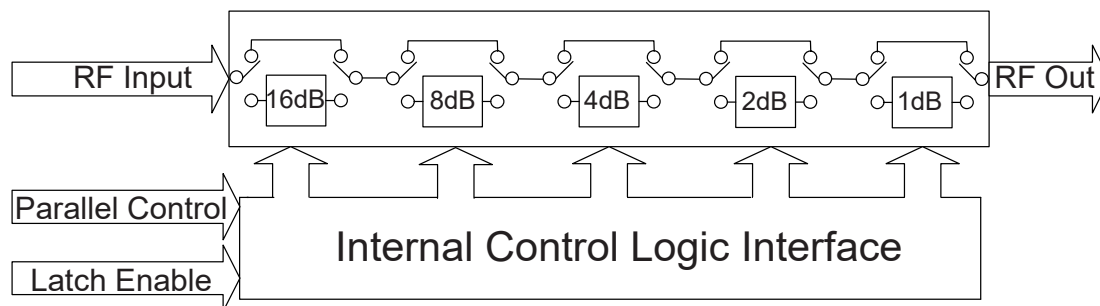 RF Input
16dB
8dB
4dB
2dB
1dB
RF Out
Parallel Control
Internal Control Logic Interface
Latch Enable